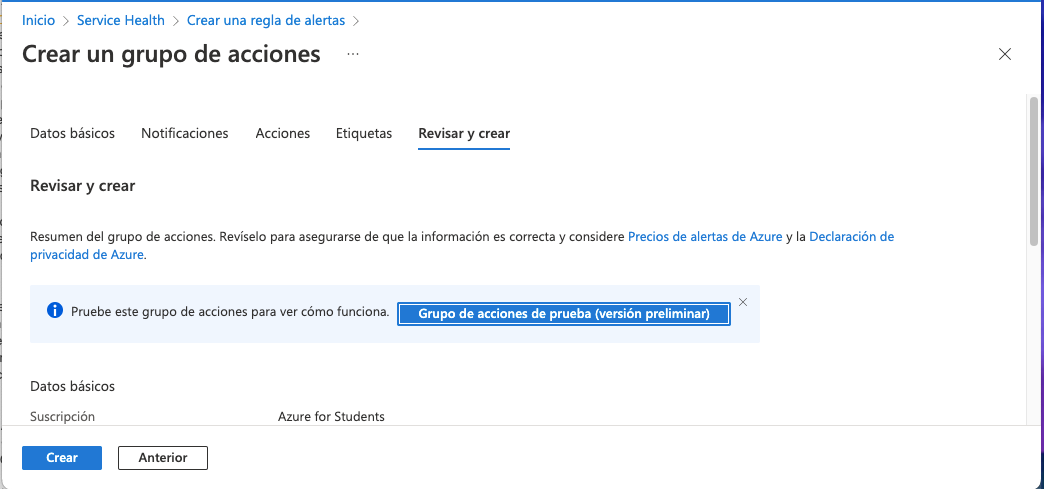 Inicio > Service Health > Crear una regla de alertas >
Crear un grupo de acciones ...
Datos básicos Notificaciones Acciones Etiquetas Revisar y crear
Revisar y crear
Resumen del grupo de acciones. Revíselo para asegurarse de que la información es correcta y considere Precios de alertas de Azure y la Declaración de
privacidad de Azure.
Pruebe este grupo de acciones para ver cómo funciona. Grupo de acciones de prueba (versión preliminar)
Datos básicos
Suscripción Azure for Students
Crear Anterior